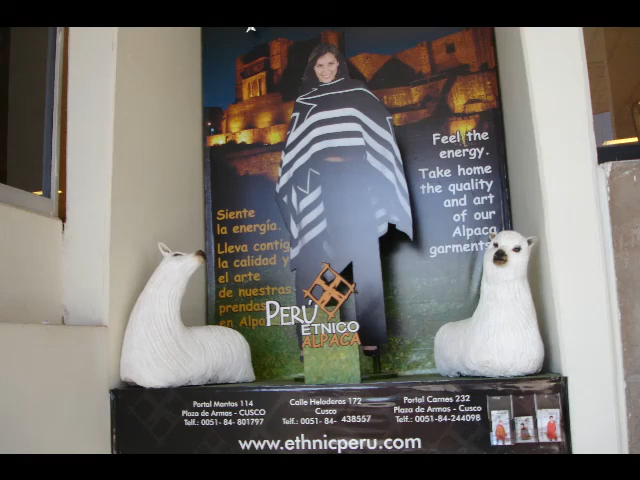 Feel the
energy.
Take home
the quality
and art
of our
Alpaca
garments
Siente
la energía.
Lleva contig
la calidad y
el arte
de nuestras
prendas
en Alpa
PERÚ
ETNICO
ALPACA
Portal Mantas 114
Plaza de Armas - CUSCO
Telf.: 0051- 84- 801797
Calle Heladeros 172
Cusco
Telf.: 0051- 84- 438557
Portal Carnes 232
Plaza de Armas - CUSCO
Telf.: 0051-84-244098
www.ethnicperu.com